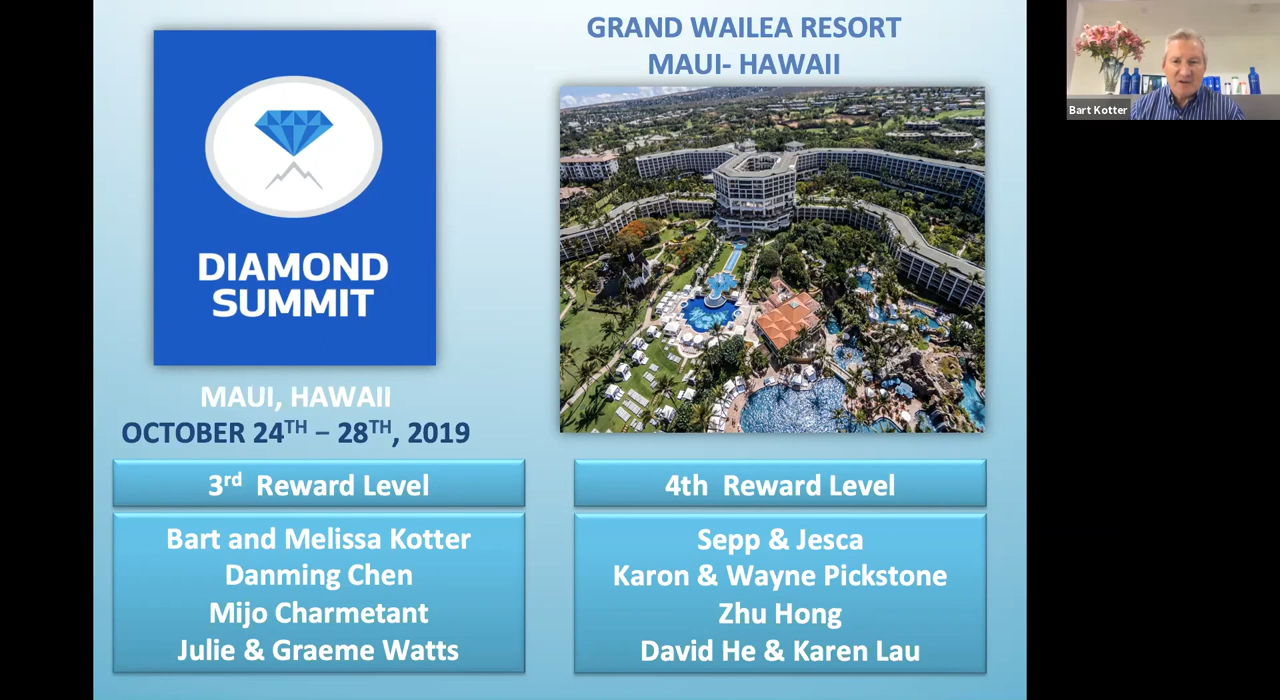 GRAND WAILEA RESORT
MAUI- HAWAII
DIAMOND
SUMMIT
MAUI, HAWAII
OCTOBER 24TH – 28TH, 2019
3rd Reward Level
Bart and Melissa Kotter
Danming Chen
Mijo Charmetant
Julie & Graeme Watts
4th Reward Level
Sepp & Jesca
Karon & Wayne Pickstone
Zhu Hong
David He & Karen Lau
Bart Kotter